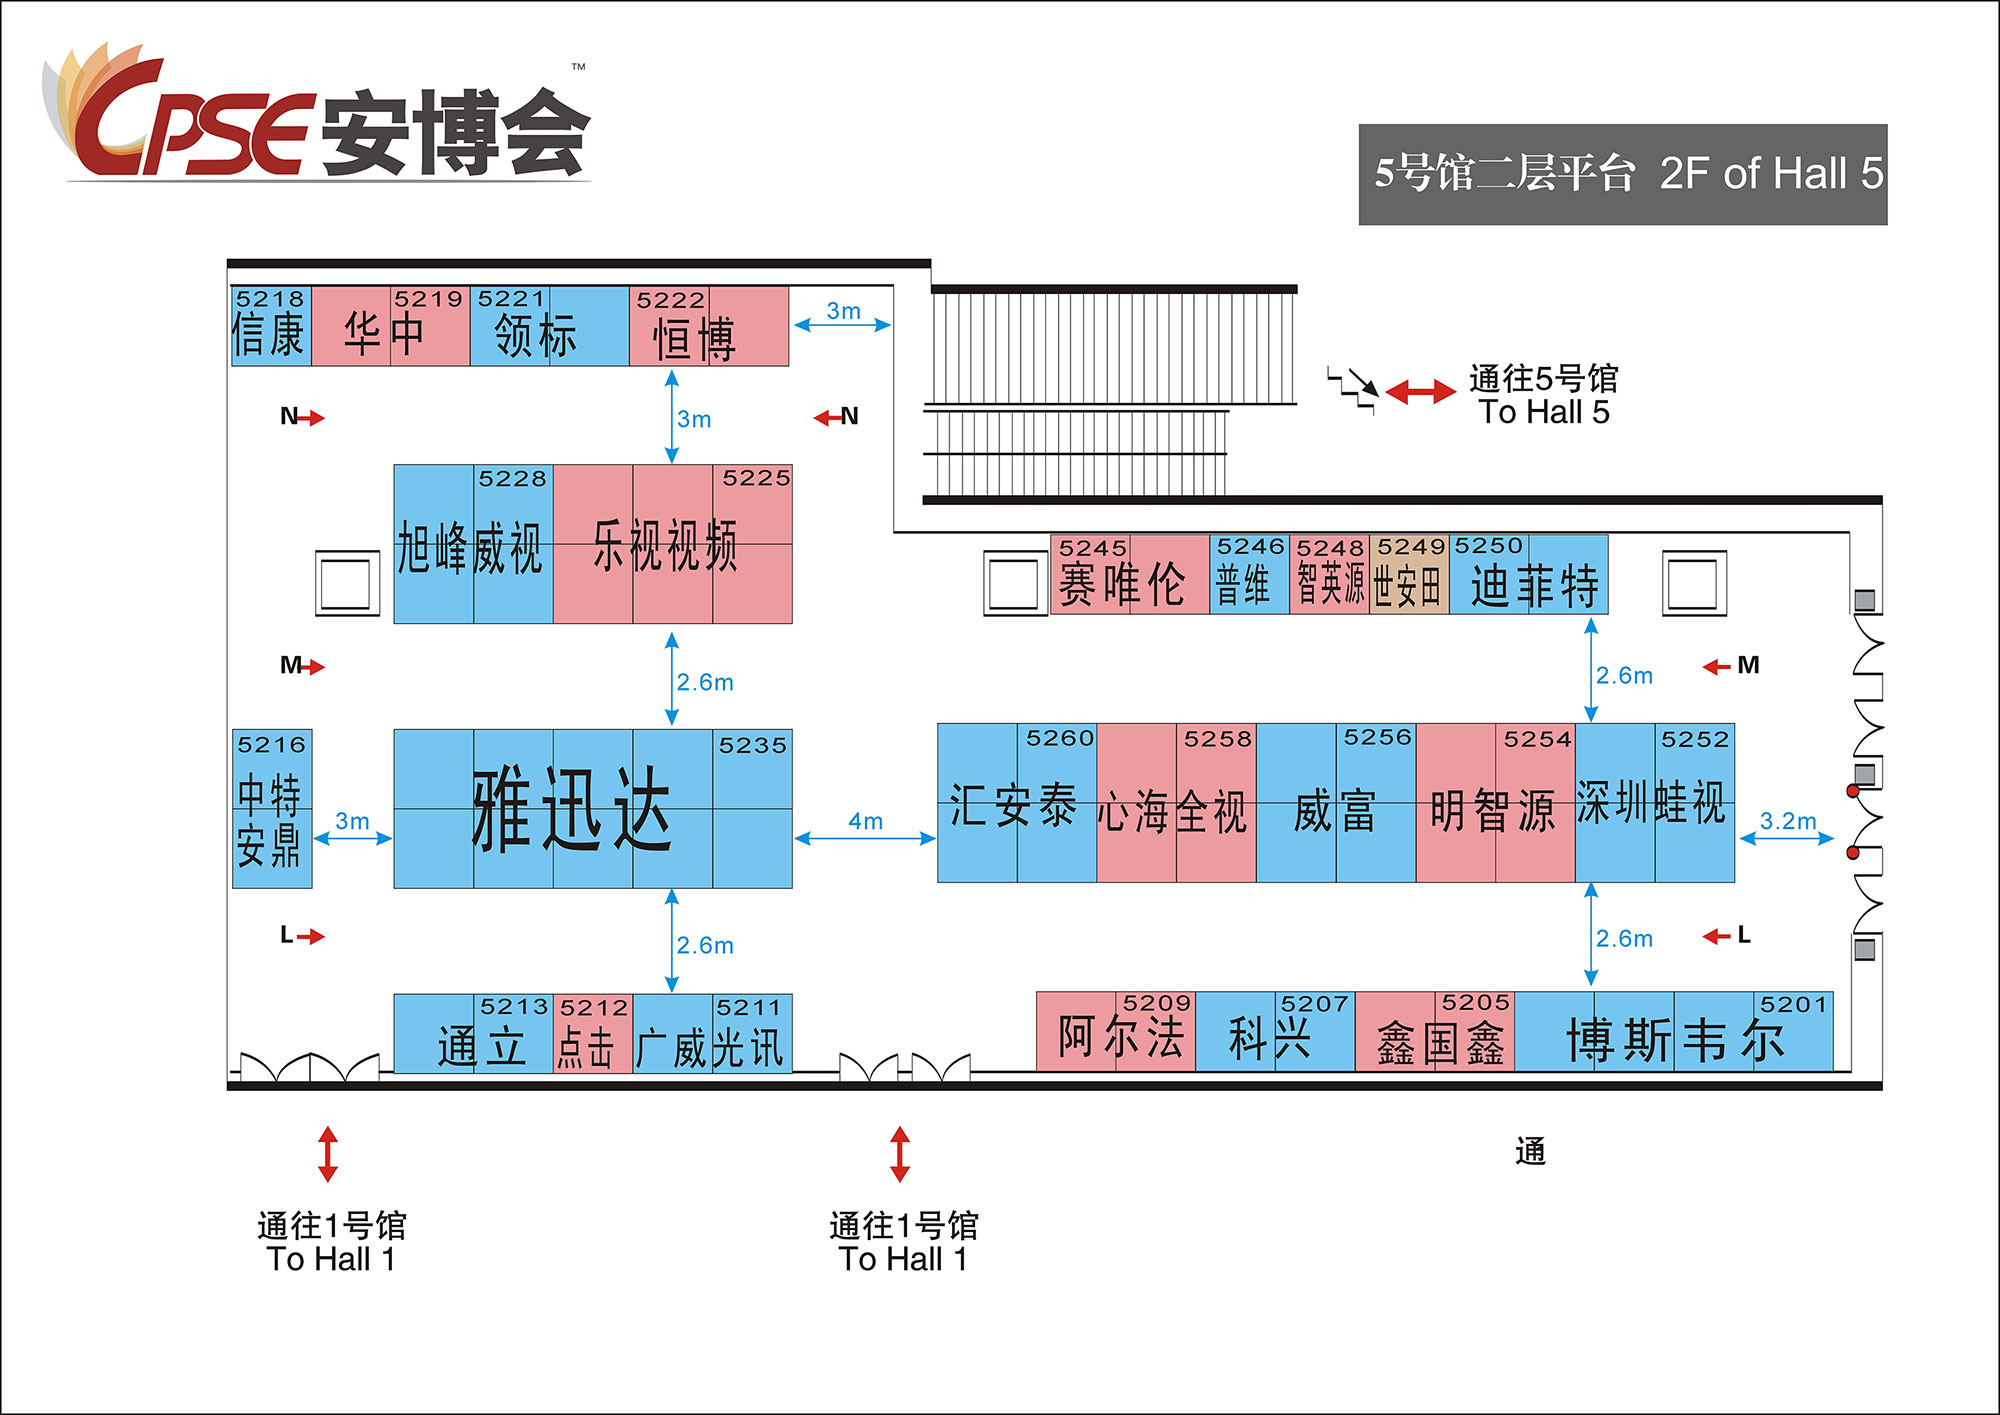 CPSE安博会™
5号馆二层平台 2F of Hall 5
5218
信康
5219
华中
5221
领标
5222
恒博
3m
通往5号馆
To Hall 5
N
3m
N
5228
旭峰威视
5225
乐视视频
5245
赛唯伦
5246
普维
5248
智英源
5249
世安田
5250
迪菲特
M
2.6m
2.6m
M
5216
中特
安鼎
3m
5235
雅迅达
4m
5260
汇安泰
5258
心海全视
5256
威富
5254
明智源
5252
深圳蛙视
3.2m
L
2.6m
2.6m
L
5213
通立
5212
点击
5211
广威光讯
5209
阿尔法
5207
科兴
5205
鑫国鑫
5201
博斯韦尔
通
通往1号馆
To Hall 1
通往1号馆
To Hall 1